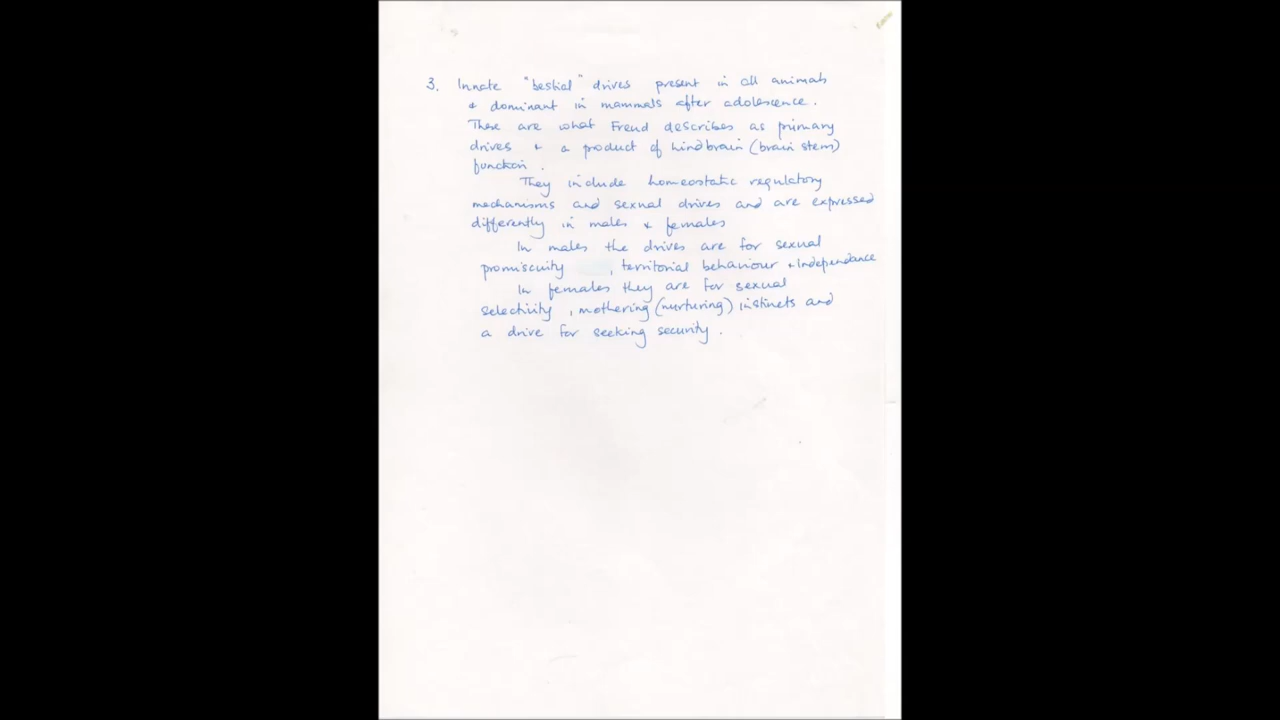 3. Innate "bestial" drives present in all animals
& dominant in mammals after adolescence.
These are what Freud describes as primary
drives & a product of hindbrain (brain stem)
function.
They include homeostatic regulatory
mechanisms and sexual drives and are expressed
differently in males & females
In males the drives are for sexual
promiscuity , territorial behaviour & Independance
In females they are for sexual
selectivity , mothering (nurturing) instincts and
a drive for seeking security.